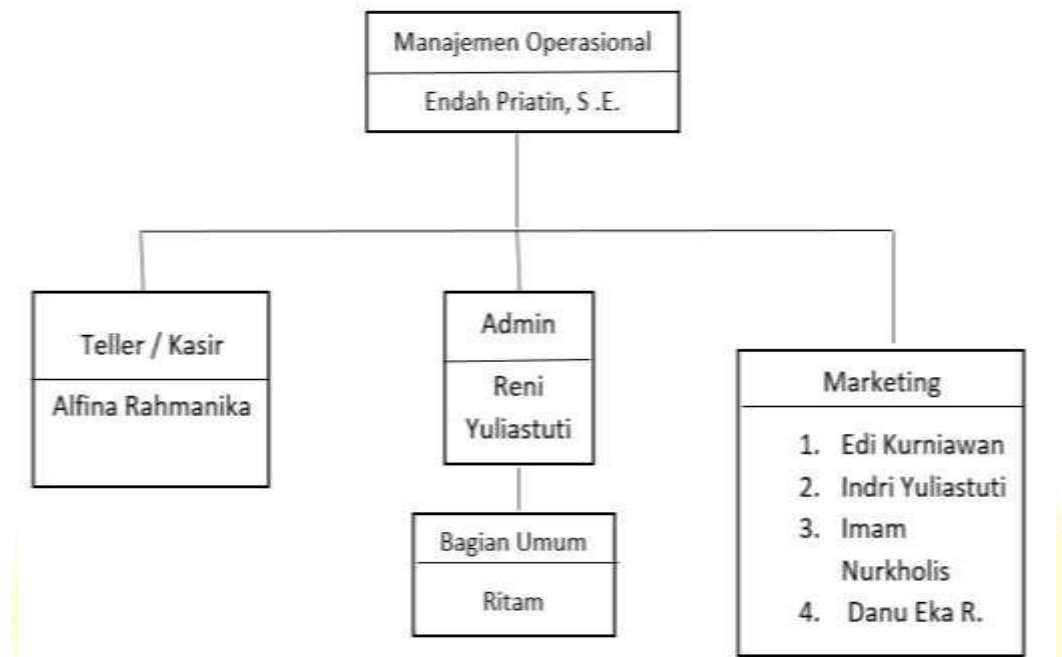 Manajemen Operasional
Endah Priatin, S .E.
Teller / Kasir
Alfina Rahmanika
Admin
Reni
Yuliastuti
Bagian Umum
Ritam
Marketing
1. Edi Kurniawan
2. Indri Yuliastuti
3. Imam
Nurkholis
4. Danu Eka R.